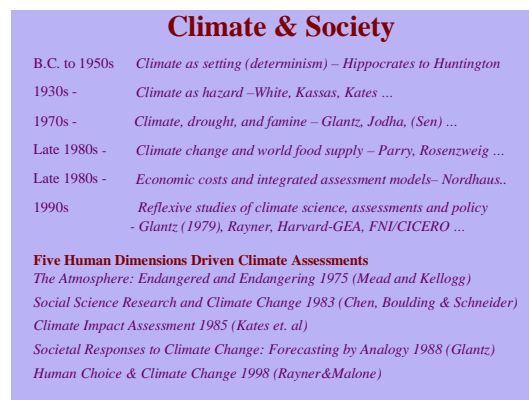 Climate & Society
B.C. to 1950s Climate as setting (determinism) – Hippocrates to Huntington
1930s - Climate as hazard –White, Kassas, Kates …
1970s - Climate, drought, and famine – Glantz, Jodha, (Sen) …
Late 1980s - Climate change and world food supply – Parry, Rosenzweig …
Late 1980s - Economic costs and integrated assessment models– Nordhaus..
1990s Reflexive studies of climate science, assessments and policy
- Glantz (1979), Rayner, Harvard-GEA, FNI/CICERO …
Five Human Dimensions Driven Climate Assessments
The Atmosphere: Endangered and Endangering 1975 (Mead and Kellogg)
Social Science Research and Climate Change 1983 (Chen, Boulding & Schneider)
Climate Impact Assessment 1985 (Kates et. al)
Societal Responses to Climate Change: Forecasting by Analogy 1988 (Glantz)
Human Choice & Climate Change 1998 (Rayner&Malone)